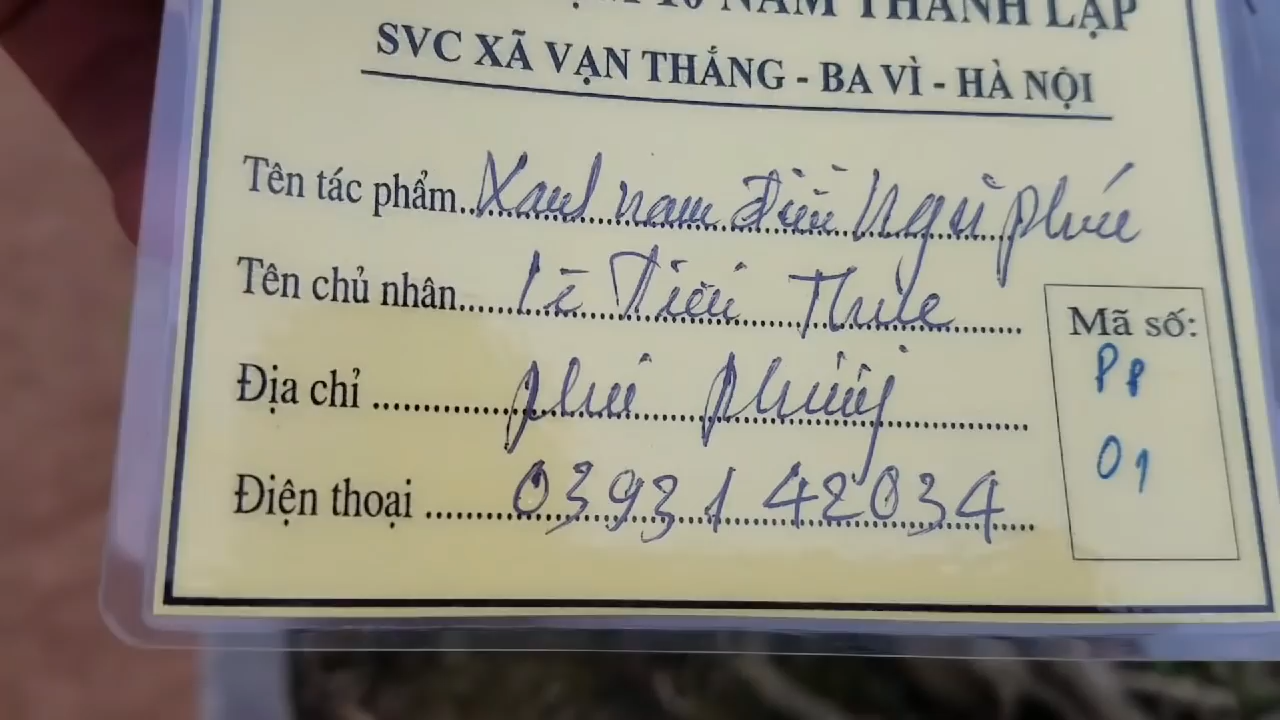 10 NĂM THÀNH LẬP
SVC XÃ VẠN THẮNG - BA VÌ - HÀ NỘI
Tên tác phẩm Xanh nam điền Ngũ phúc
Tên chủ nhân Lê Tiến Thức
Địa chỉ phú phương
Điện thoại 0393142034
Mã số:
PP
01